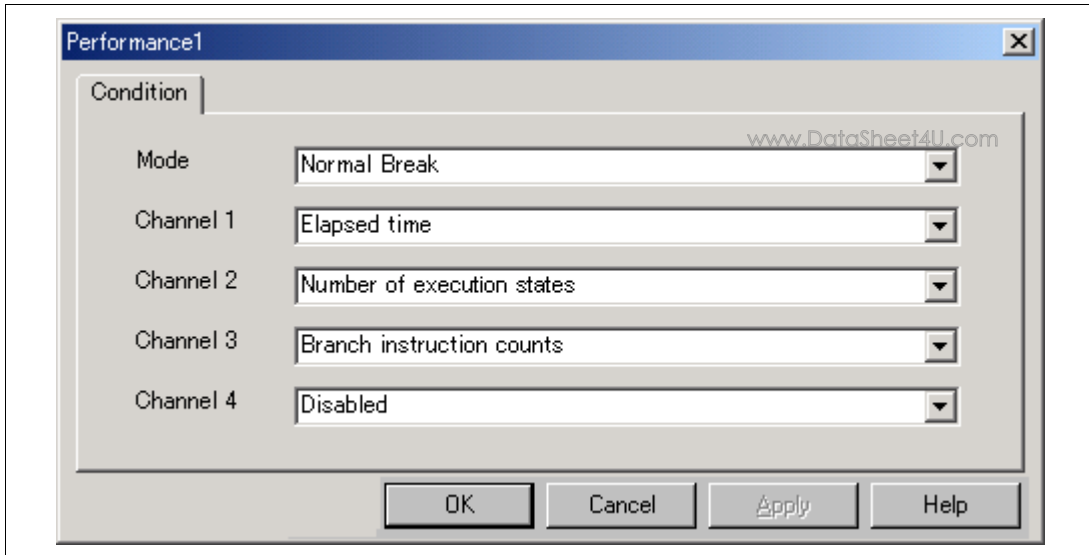 Performance1
Condition
www.DataSheet4U.com
Mode Normal Break
Channel 1 Elapsed time
Channel 2 Number of execution states
Channel 3 Branch instruction counts
Channel 4 Disabled
OK Cancel Apply Help